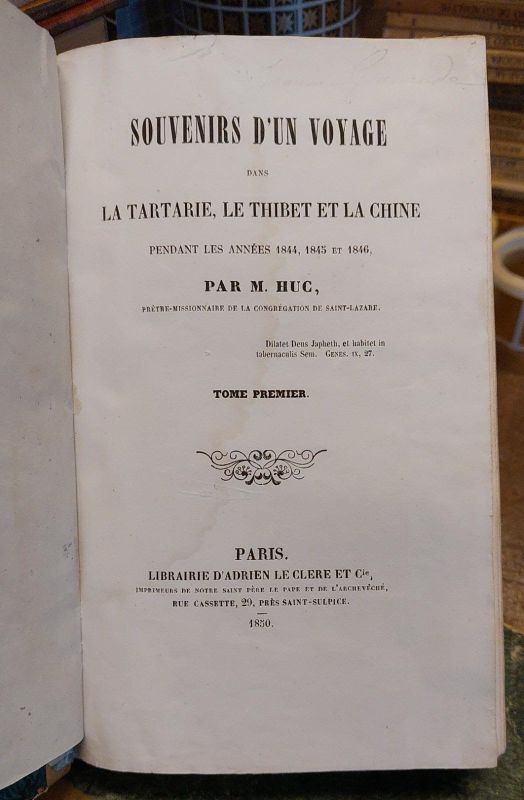 SOUVENIRS D'UN VOYAGE
DANS
LA TARTARIE, LE THIBET ET LA CHINE
PENDANT LES ANNÉES 1844, 1845 ET 1846,
PAR M. HUC,
PRÊTRE-MISSIONNAIRE DE LA CONGRÉGATION DE SAINT-LAZARE.
Dilatet Deus Japheth, et habitet in
tabernaculis Sem. GENES. IX, 27.
TOME PREMIER.
PARIS.
LIBRAIRIE D'ADRIEN LE CLERE ET Cie,
IMPRIMEURS DE NOTRE SAINT PÈRE LE PAPE ET DE L'ARCHEVÊCHÉ,
RUE CASSETTE, 29, PRÈS SAINT-SULPICE.
1850.